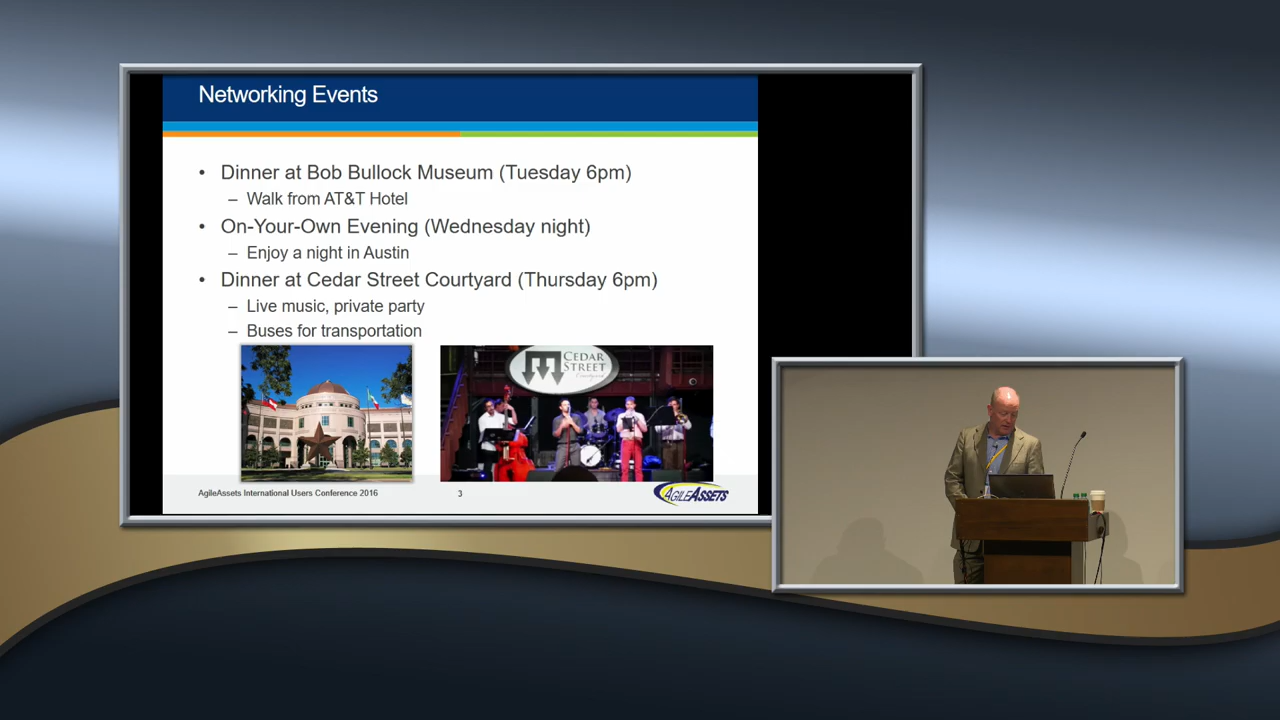 Networking Events
• Dinner at Bob Bullock Museum (Tuesday 6pm)
– Walk from AT&T Hotel
• On-Your-Own Evening (Wednesday night)
– Enjoy a night in Austin
• Dinner at Cedar Street Courtyard (Thursday 6pm)
– Live music, private party
– Buses for transportation
CEDAR
STREET
Courtyard
AgileAssets International Users Conference 2016
3
AGILEASSETS